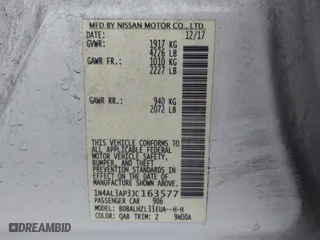 MFD BY NISSAN MOTOR CO., LTD.
DATE: 12/17
GVWR: 1917 KG
4226 LB
GAWR FR.: 1010 KG
2227 LB
GAWR RR.: 940 KG
2072 LB
THIS VEHICLE CONFORMS TO ALL
APPLICABLE FEDERAL MOTOR
VEHICLE SAFETY, BUMPER, AND
THEFT PREVENTION STANDARDS
IN EFFECT ON THE DATE OF
MANUFACTURE SHOWN ABOVE.
1N4AL3AP3JC163577
PASSENGER CAR 906
MODEL: BDBALHZL33EUA--H-H
COLOR: QAB TRIM: Z 9N00A
DEALERSHIP